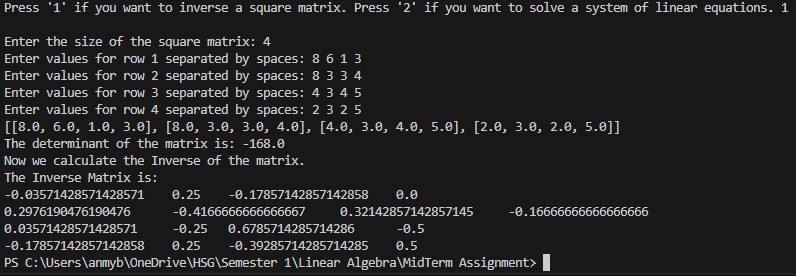 Press '1' if you want to inverse a square matrix. Press '2' if you want to solve a system of linear equations. 1
Enter the size of the square matrix: 4
Enter values for row 1 separated by spaces: 8 6 1 3
Enter values for row 2 separated by spaces: 8 3 3 4
Enter values for row 3 separated by spaces: 4 3 4 5
Enter values for row 4 separated by spaces: 2 3 2 5
[[8.0, 6.0, 1.0, 3.0], [8.0, 3.0, 3.0, 4.0], [4.0, 3.0, 4.0, 5.0], [2.0, 3.0, 2.0, 5.0]]
The determinant of the matrix is: -168.0
Now we calculate the Inverse of the matrix.
The Inverse Matrix is:
-0.03571428571428571 0.25 -0.17857142857142858 0.0
0.2976190476190476 -0.4166666666666667 0.32142857142857145 -0.16666666666666666
0.03571428571428571 -0.25 0.6785714285714286 -0.5
-0.17857142857142858 0.25 -0.39285714285714285 0.5
PS C:\Users\anmyb\OneDrive\HSG\Semester 1\Linear Algebra\MidTerm Assignment>